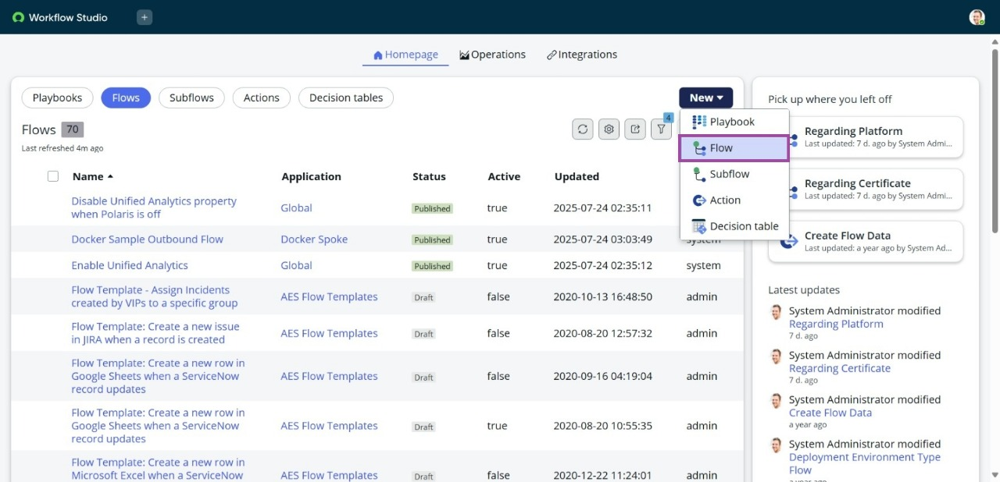 Workflow Studio
+
Homepage
Operations
Integrations
Playbooks
Flows
Subflows
Actions
Decision tables
New
Playbook
Flow
Subflow
Action
Decision table
Flows 70
Last refreshed 4m ago
4
Name
Application
Status
Active
Updated
Disable Unified Analytics property
when Polaris is off
Global
Published
true
2025-07-24 02:35:11
Docker Sample Outbound Flow
Docker Spoke
Published
true
2025-07-24 03:03:49
system
Enable Unified Analytics
Global
Published
true
2025-07-24 02:35:12
system
Flow Template - Assign Incidents
created by VIPs to a specific group
AES Flow Templates
Draft
false
2020-10-13 16:48:50
admin
Flow Template: Create a new issue
in JIRA when a record is created
AES Flow Templates
Draft
false
2020-08-20 12:57:32
admin
Flow Template: Create a new row in
Google Sheets when a ServiceNow
record updates
AES Flow Templates
Draft
false
2020-09-16 04:19:04
admin
Flow Template: Create a new row in
Google Sheets when a ServiceNow
record updates
AES Flow Templates
Draft
true
2020-08-20 10:55:35
admin
Flow Template: Create a new row in
Microsoft Excel when a ServiceNow
AES Flow Templates
Draft
false
2020-12-22 11:24:01
admin
Pick up where you left off
Regarding Platform
Last updated: 7 d. ago by System Admi...
Regarding Certificate
Last updated: 7 d. ago by System Admi...
Create Flow Data
Last updated: a year ago by System Ad...
Latest updates
System Administrator modified
Regarding Platform
7 d. ago
System Administrator modified
Regarding Certificate
7 d. ago
System Administrator modified
Create Flow Data
a year ago
System Administrator modified
Deployment Environment Type
Flow
a year ago